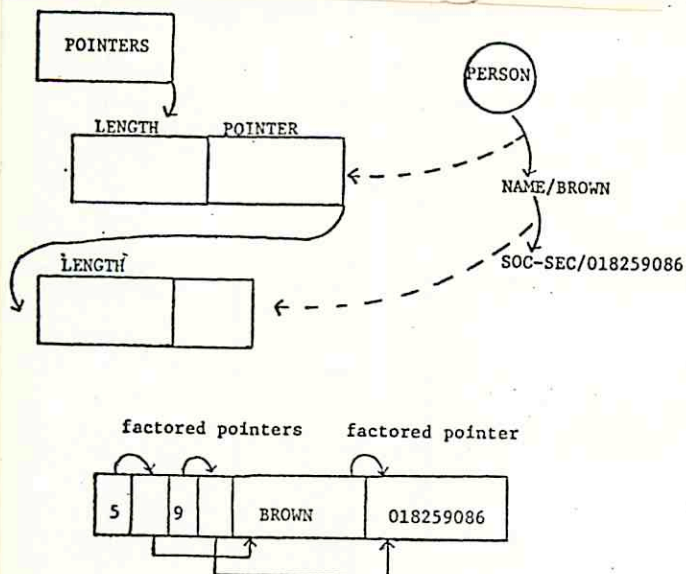 POINTERS
PERSON
LENGTH POINTER
NAME/BROWN
LENGTH
SOC-SEC/018259086
factored pointers factored pointer
5 9 BROWN 018259086